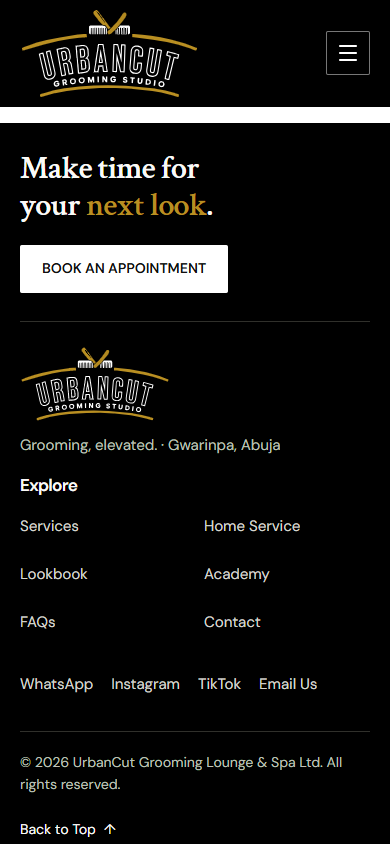 URBANCUT
GROOMING STUDIO
Make time for
your next look.
BOOK AN APPOINTMENT
URBANCUT
GROOMING STUDIO
Grooming, elevated. · Gwarinpa, Abuja
Explore
Services
Home Service
Lookbook
Academy
FAQs
Contact
WhatsApp Instagram TikTok Email Us
© 2026 UrbanCut Grooming Lounge & Spa Ltd. All
rights reserved.
Back to Top ↑